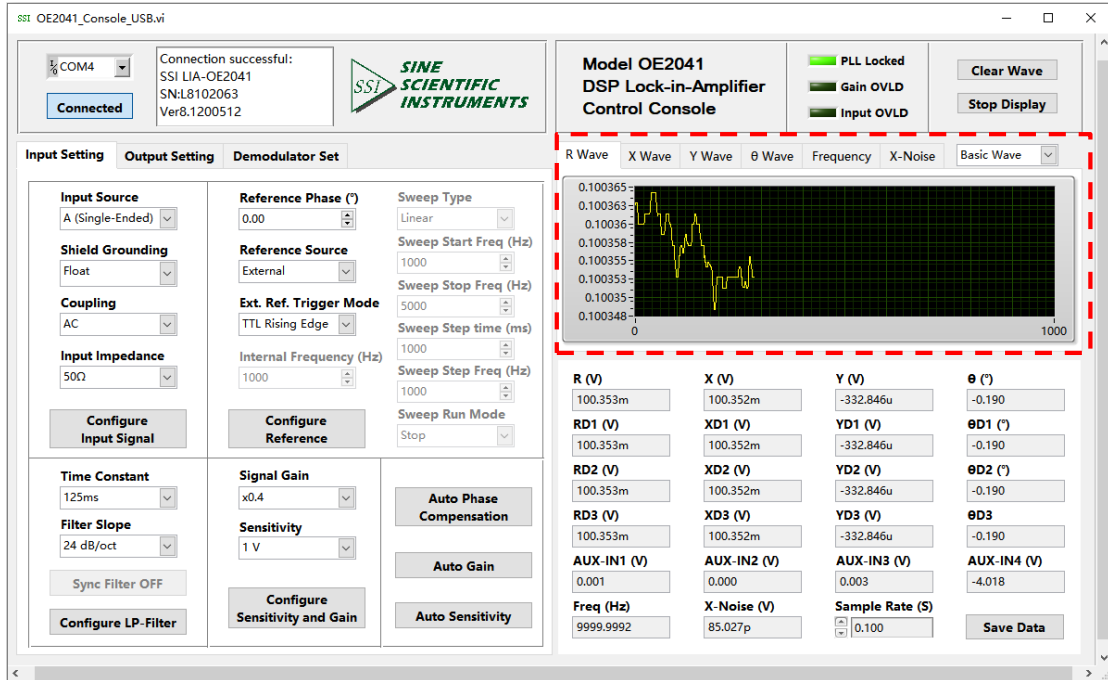 SSI OE2041_Console_USB.vi
I/0 COM4
Connected
Connection successful:
SSI LIA-OE2041
SN:L8102063
Ver8.1200512
SSI
SINE
SCIENTIFIC
INSTRUMENTS
Model OE2041
DSP Lock-in-Amplifier
Control Console
PLL Locked
Gain OVLD
Input OVLD
Clear Wave
Stop Display
Input Setting Output Setting Demodulator Set
Input Source
A (Single-Ended)
Shield Grounding
Float
Coupling
AC
Input Impedance
50Ω
Configure
Input Signal
Reference Phase (°)
0.00
Reference Source
External
Ext. Ref. Trigger Mode
TTL Rising Edge
Internal Frequency (Hz)
1000
Configure
Reference
Sweep Type
Linear
Sweep Start Freq (Hz)
1000
Sweep Stop Freq (Hz)
5000
Sweep Step time (ms)
1000
Sweep Step Freq (Hz)
1000
Sweep Run Mode
Stop
Time Constant
125ms
Filter Slope
24 dB/oct
Sync Filter OFF
Configure LP-Filter
Signal Gain
x0.4
Sensitivity
1 V
Configure
Sensitivity and Gain
Auto Phase
Compensation
Auto Gain
Auto Sensitivity
R Wave X Wave Y Wave θ Wave Frequency X-Noise Basic Wave
0.100365
0.100363
0.10036
0.100358
0.100355
0.100353
0.10035
0.100348
0 1000
R (V) X (V) Y (V) θ (°)
100.353m 100.352m -332.846u -0.190
RD1 (V) XD1 (V) YD1 (V) θD1 (°)
100.353m 100.352m -332.846u -0.190
RD2 (V) XD2 (V) YD2 (V) θD2 (°)
100.353m 100.352m -332.846u -0.190
RD3 (V) XD3 (V) YD3 (V) θD3
100.353m 100.352m -332.846u -0.190
AUX-IN1 (V) AUX-IN2 (V) AUX-IN3 (V) AUX-IN4 (V)
0.001 0.000 0.003 -4.018
Freq (Hz) X-Noise (V) Sample Rate (S)
9999.9992 85.027p 0.100 Save Data